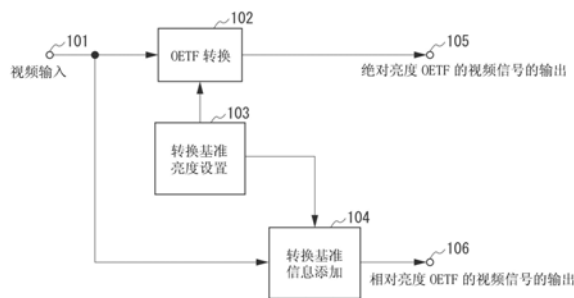 101
视频输入
102
OETF 转换
105
绝对亮度 OETF 的视频信号的输出
103
转换基准
亮度设置
104
转换基准
信息添加
106
相对亮度 OETF 的视频信号的输出